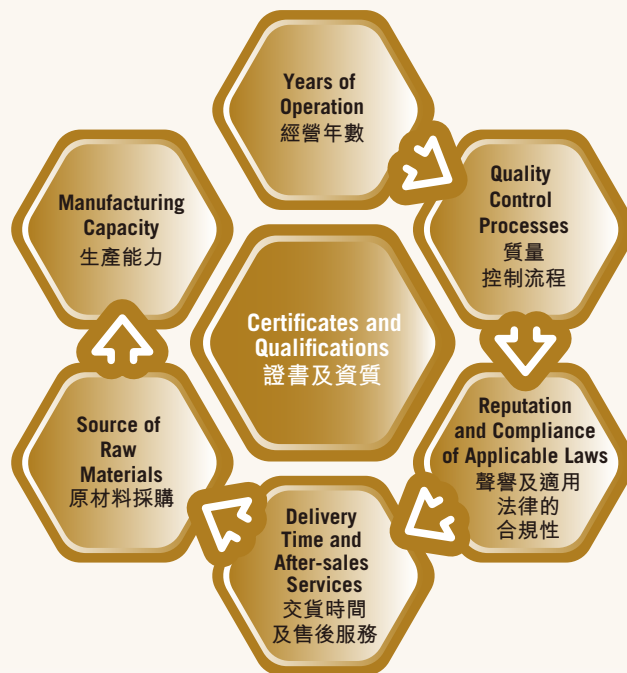 Years of
Operation
經營年數
Quality
Control
Processes
質量
控制流程
Reputation
and Compliance
of Applicable Laws
聲譽及適用
法律的
合規性
Delivery
Time and
After-sales
Services
交貨時間
及售後服務
Source of
Raw
Materials
原材料採購
Manufacturing
Capacity
生產能力
Certificates and
Qualifications
證書及資質